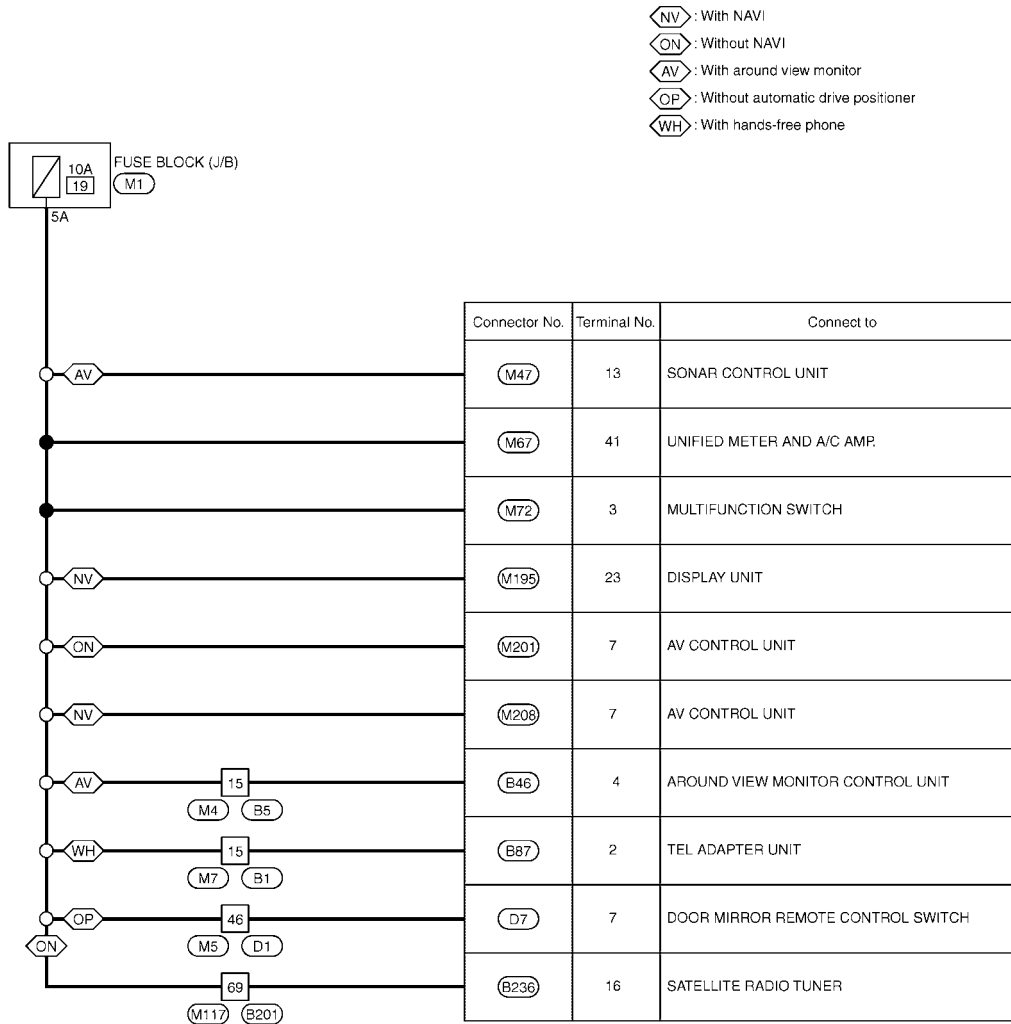 NV : With NAVI
ON : Without NAVI
AV : With around view monitor
OP : Without automatic drive positioner
WH : With hands-free phone
10A
19
FUSE BLOCK (J/B)
M1
5A
Connector No. Terminal No. Connect to
AV M47 13 SONAR CONTROL UNIT
M67 41 UNIFIED METER AND A/C AMP.
M72 3 MULTIFUNCTION SWITCH
NV M195 23 DISPLAY UNIT
ON M201 7 AV CONTROL UNIT
NV M208 7 AV CONTROL UNIT
AV 15 B46 4 AROUND VIEW MONITOR CONTROL UNIT
M4 B5
WH 15 B87 2 TEL ADAPTER UNIT
M7 B1
OP 46 D7 7 DOOR MIRROR REMOTE CONTROL SWITCH
ON M5 D1
69 B236 16 SATELLITE RADIO TUNER
M117 B201